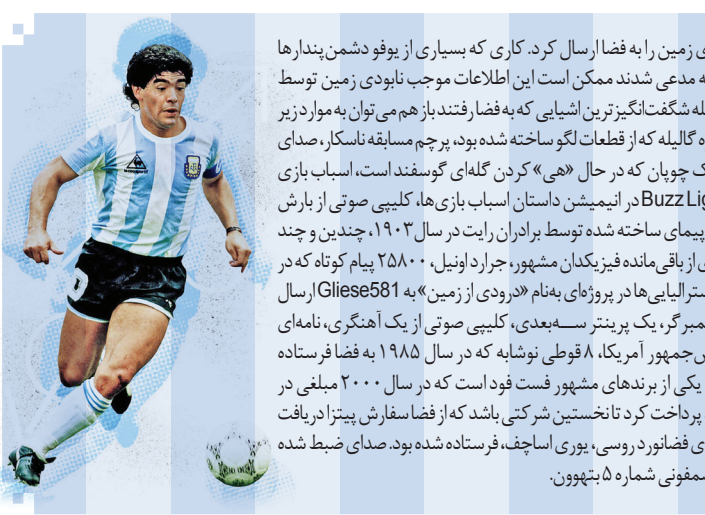 زمین را به فضا ارسال کرد. کاری که بسیاری از یوفو دشمن‌پندارها
مدعی شدند ممکن است این اطلاعات موجب نابودی زمین توسط
شگفت‌انگیزترین اشیایی که به فضا رفتند باز هم می‌توان به موارد زیر
گالیله که از قطعات لگو ساخته شده بود، پرچم مسابقه ناسکار، صدای
چوپان که در حال «هی» کردن گله‌ای گوسفند است، اسباب بازی
Buzz Lig در انیمیشن داستان اسباب بازی‌ها، کلیپی صوتی از بارش
ساخته شده توسط برادران رایت در سال ۱۹۰۳، چندین و چند
از باقی‌مانده فیزیکدان مشهور، جرارد اونیل، ۲۵۸۰۰ پیام کوتاه که در
در پروژه‌ای به‌نام «درودی از زمین» به Gliese581 ارسال
یک پرینتر ســه‌بعدی، کلیپی صوتی از یک آهنگری، نامه‌ای
جمهور آمریکا، ۸ قوطی نوشابه که در سال ۱۹۸۵ به فضا فرستاده
یکی از برندهای مشهور فست فود است که در سال ۲۰۰۰ مبلغی در
پرداخت کرد تا نخستین شرکتی باشد که از فضا سفارش پیتزا دریافت
فضانورد روسی، یوری اساچف، فرستاده شده بود. صدای ضبط شده
شماره ۵ بتهوون.